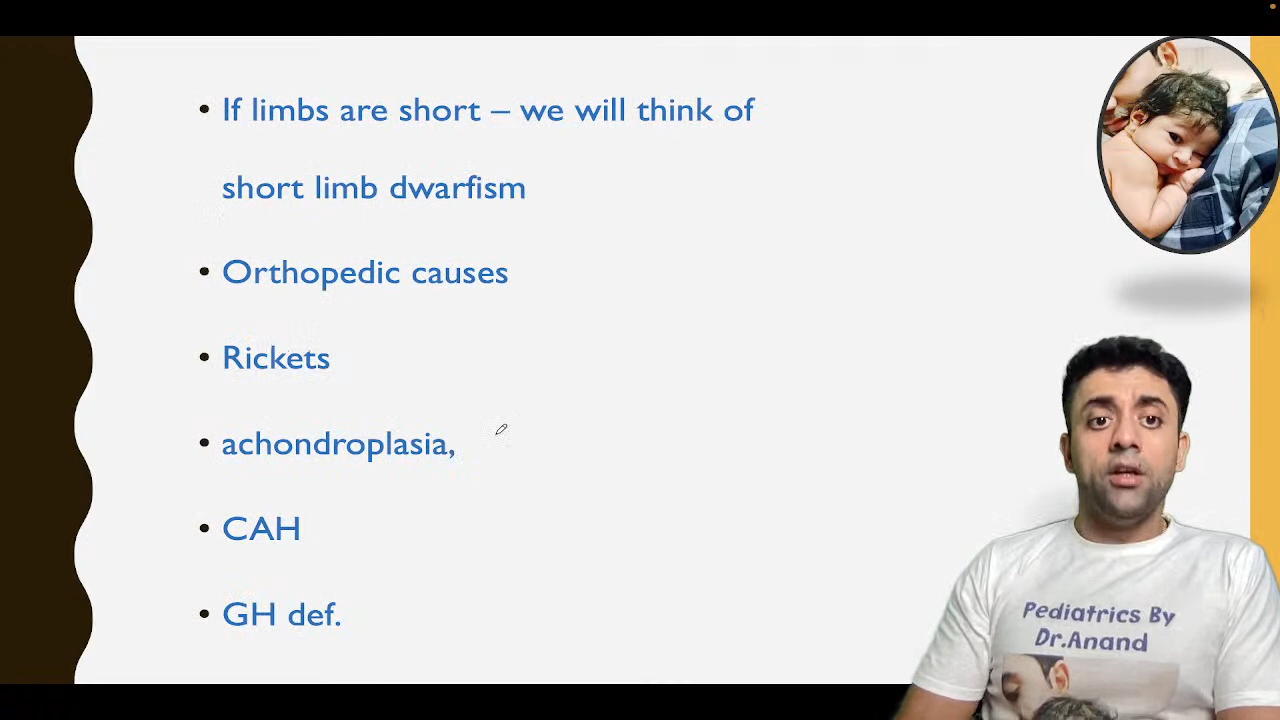 • If limbs are short – we will think of
short limb dwarfism
• Orthopedic causes
• Rickets
• achondroplasia,
• CAH
• GH def.
Pediatrics By
Dr.Anand